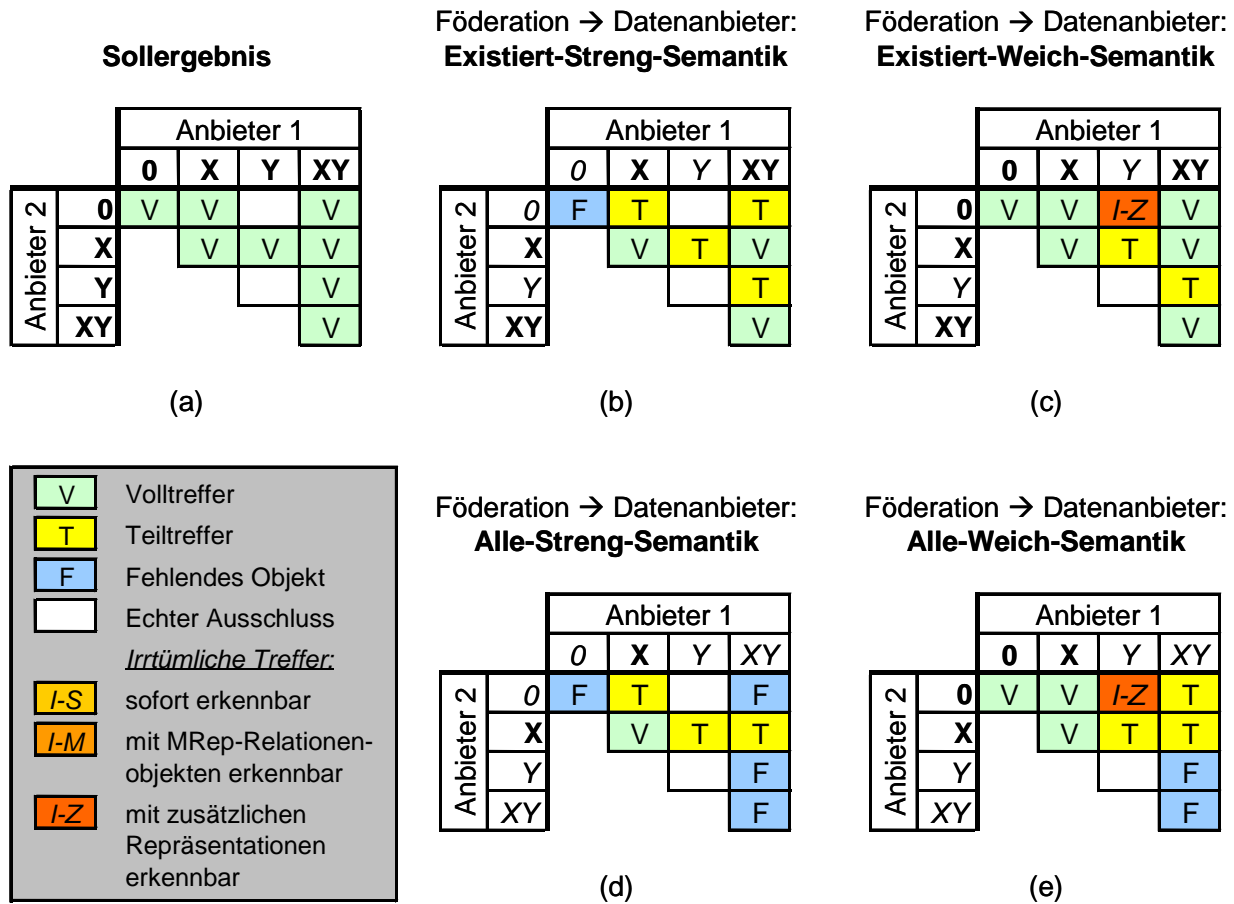 Sollergebnis
Anbieter 1
0 X Y XY
Anbieter 2
0 V V V
X V V V
Y V
XY V
(a)
Föderation → Datenanbieter:
Existiert-Streng-Semantik
Anbieter 1
0 X Y XY
Anbieter 2
0 F T T
X V T V
Y T
XY V
(b)
Föderation → Datenanbieter:
Existiert-Weich-Semantik
Anbieter 1
0 X Y XY
Anbieter 2
0 V V I-Z V
X V T V
Y T
XY V
(c)
V Volltreffer
T Teiltreffer
F Fehlendes Objekt
Echter Ausschluss
Irrtümliche Treffer:
I-S sofort erkennbar
I-M mit MRep-Relationen-
objekten erkennbar
I-Z mit zusätzlichen
Repräsentationen
erkennbar
Föderation → Datenanbieter:
Alle-Streng-Semantik
Anbieter 1
0 X Y XY
Anbieter 2
0 F T F
X V T T
Y F
XY F
(d)
Föderation → Datenanbieter:
Alle-Weich-Semantik
Anbieter 1
0 X Y XY
Anbieter 2
0 V V I-Z T
X V T T
Y F
XY F
(e)